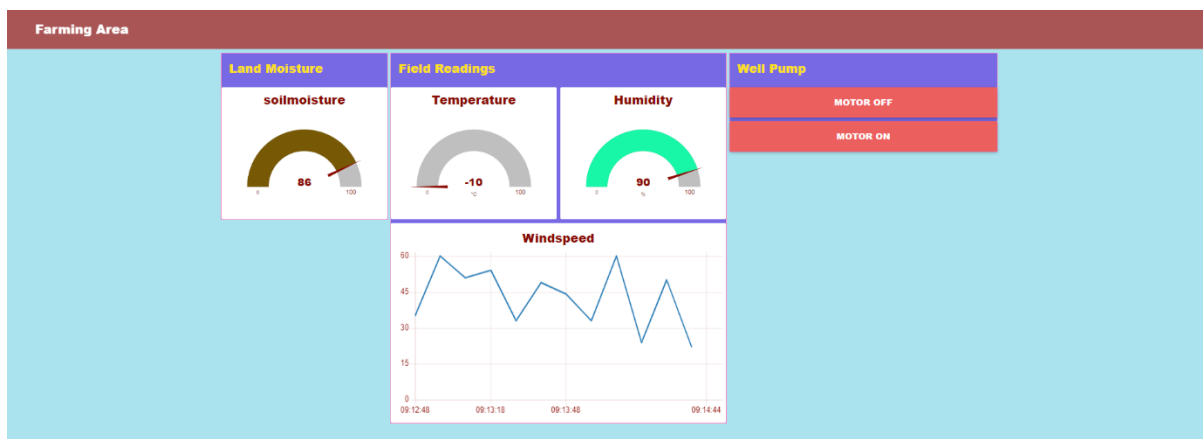 Farming Area
Land Moisture
soilmoisture
86
0
100
Field Readings
Temperature
-10
°C
0
100
Humidity
90
%
0
100
Windspeed
60
45
30
15
0
09:12:48
09:13:18
09:13:48
09:14:44
Well Pump
MOTOR OFF
MOTOR ON